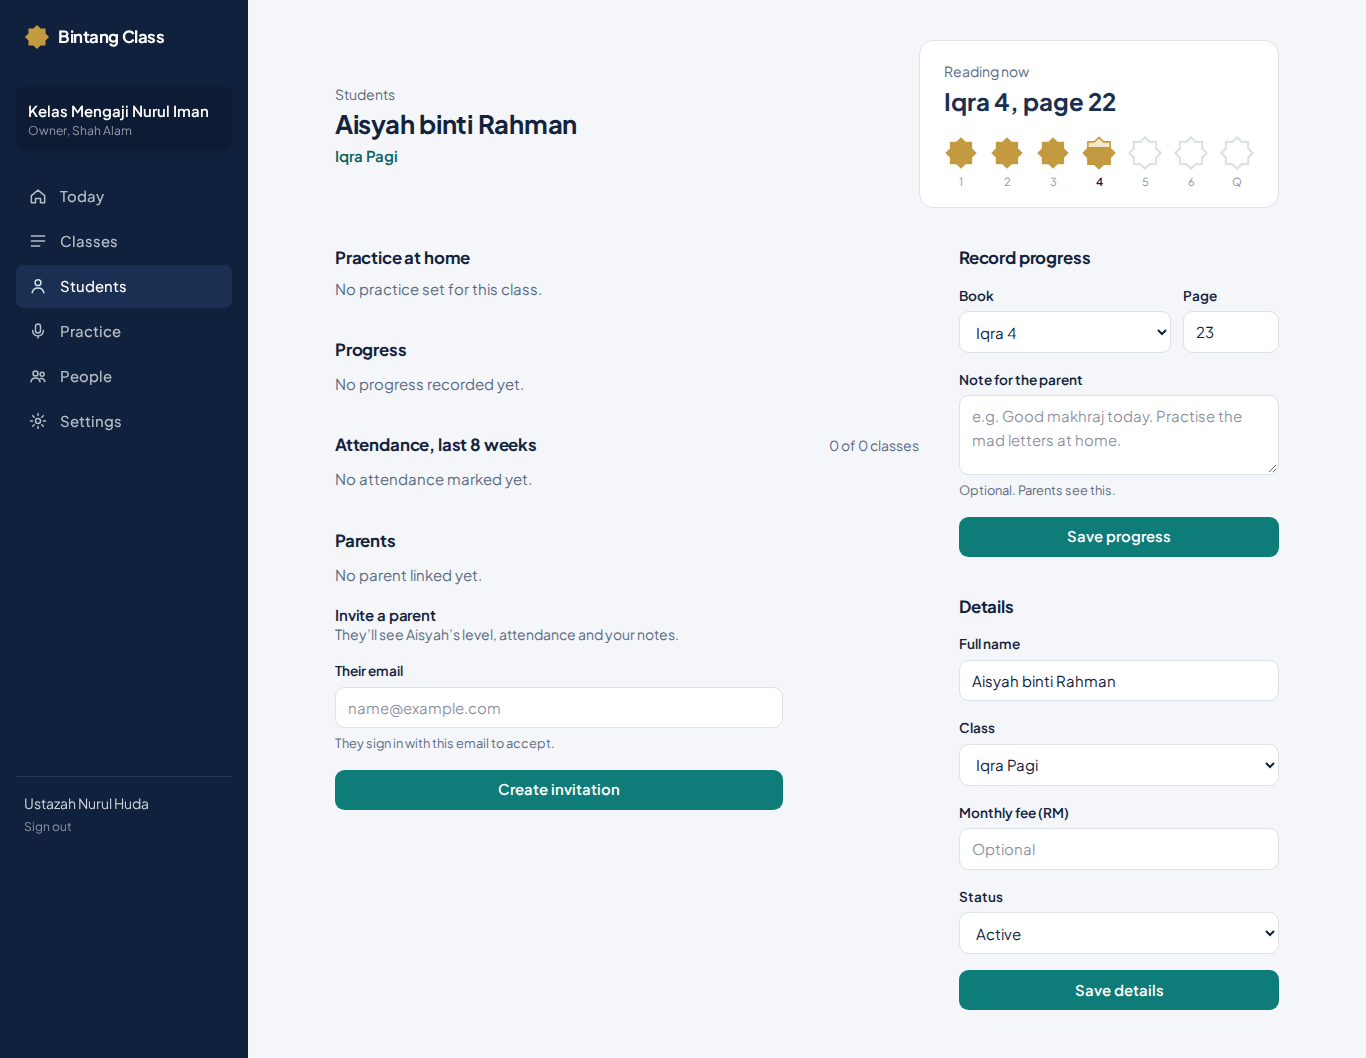 Bintang Class
Kelas Mengaji Nurul Iman
Owner, Shah Alam
Today
Classes
Students
Practice
People
Settings
Ustazah Nurul Huda
Sign out
Students
Aisyah binti Rahman
Iqra Pagi
Reading now
Iqra 4, page 22
1 2 3 4 5 6 Q
Practice at home
No practice set for this class.
Progress
No progress recorded yet.
Attendance, last 8 weeks
0 of 0 classes
No attendance marked yet.
Parents
No parent linked yet.
Invite a parent
They’ll see Aisyah’s level, attendance and your notes.
Their email
name@example.com
They sign in with this email to accept.
Create invitation
Record progress
Book Page
Iqra 4 23
Note for the parent
e.g. Good makhraj today. Practise the
mad letters at home.
Optional. Parents see this.
Save progress
Details
Full name
Aisyah binti Rahman
Class
Iqra Pagi
Monthly fee (RM)
Optional
Status
Active
Save details